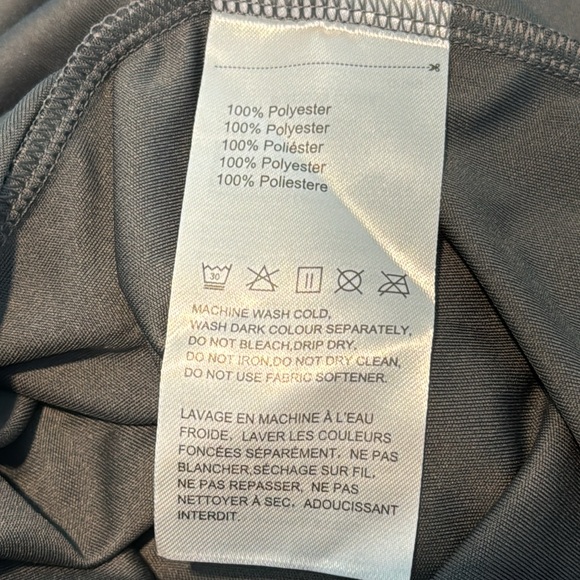 100% Polyester
100% Polyester
100% Poliéster
100% Polyester
100% Poliestere
30
MACHINE WASH COLD,
WASH DARK COLOUR SEPARATELY,
DO NOT BLEACH,DRIP DRY,
DO NOT IRON,DO NOT DRY CLEAN,
DO NOT USE FABRIC SOFTENER.
LAVAGE EN MACHINE À L'EAU
FROIDE, LAVER LES COULEURS
FONCÉES SÉPARÉMENT, NE PAS
BLANCHER,SÉCHAGE SUR FIL,
NE PAS REPASSER, NE PAS
NETTOYER À SEC, ADOUCISSANT
INTERDIT.